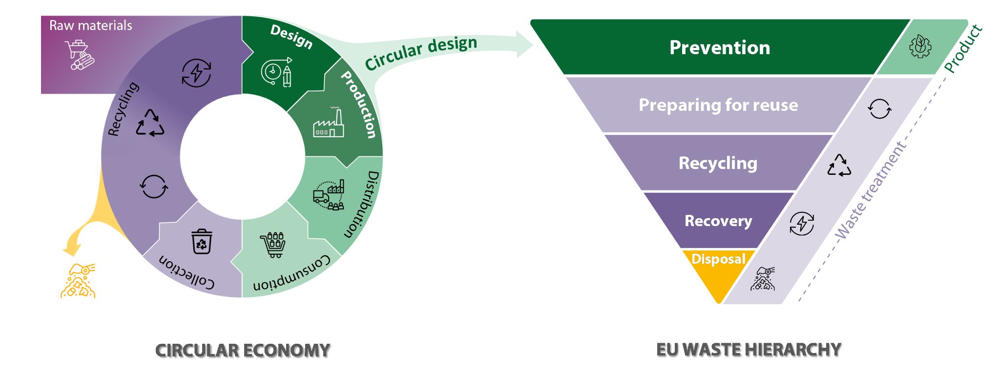 Raw materials
Design
Production
Distribution
Consumption
Collection
Recycling
Circular design
CIRCULAR ECONOMY
Prevention
Preparing for reuse
Recycling
Recovery
Disposal
Product
Waste treatment
EU WASTE HIERARCHY